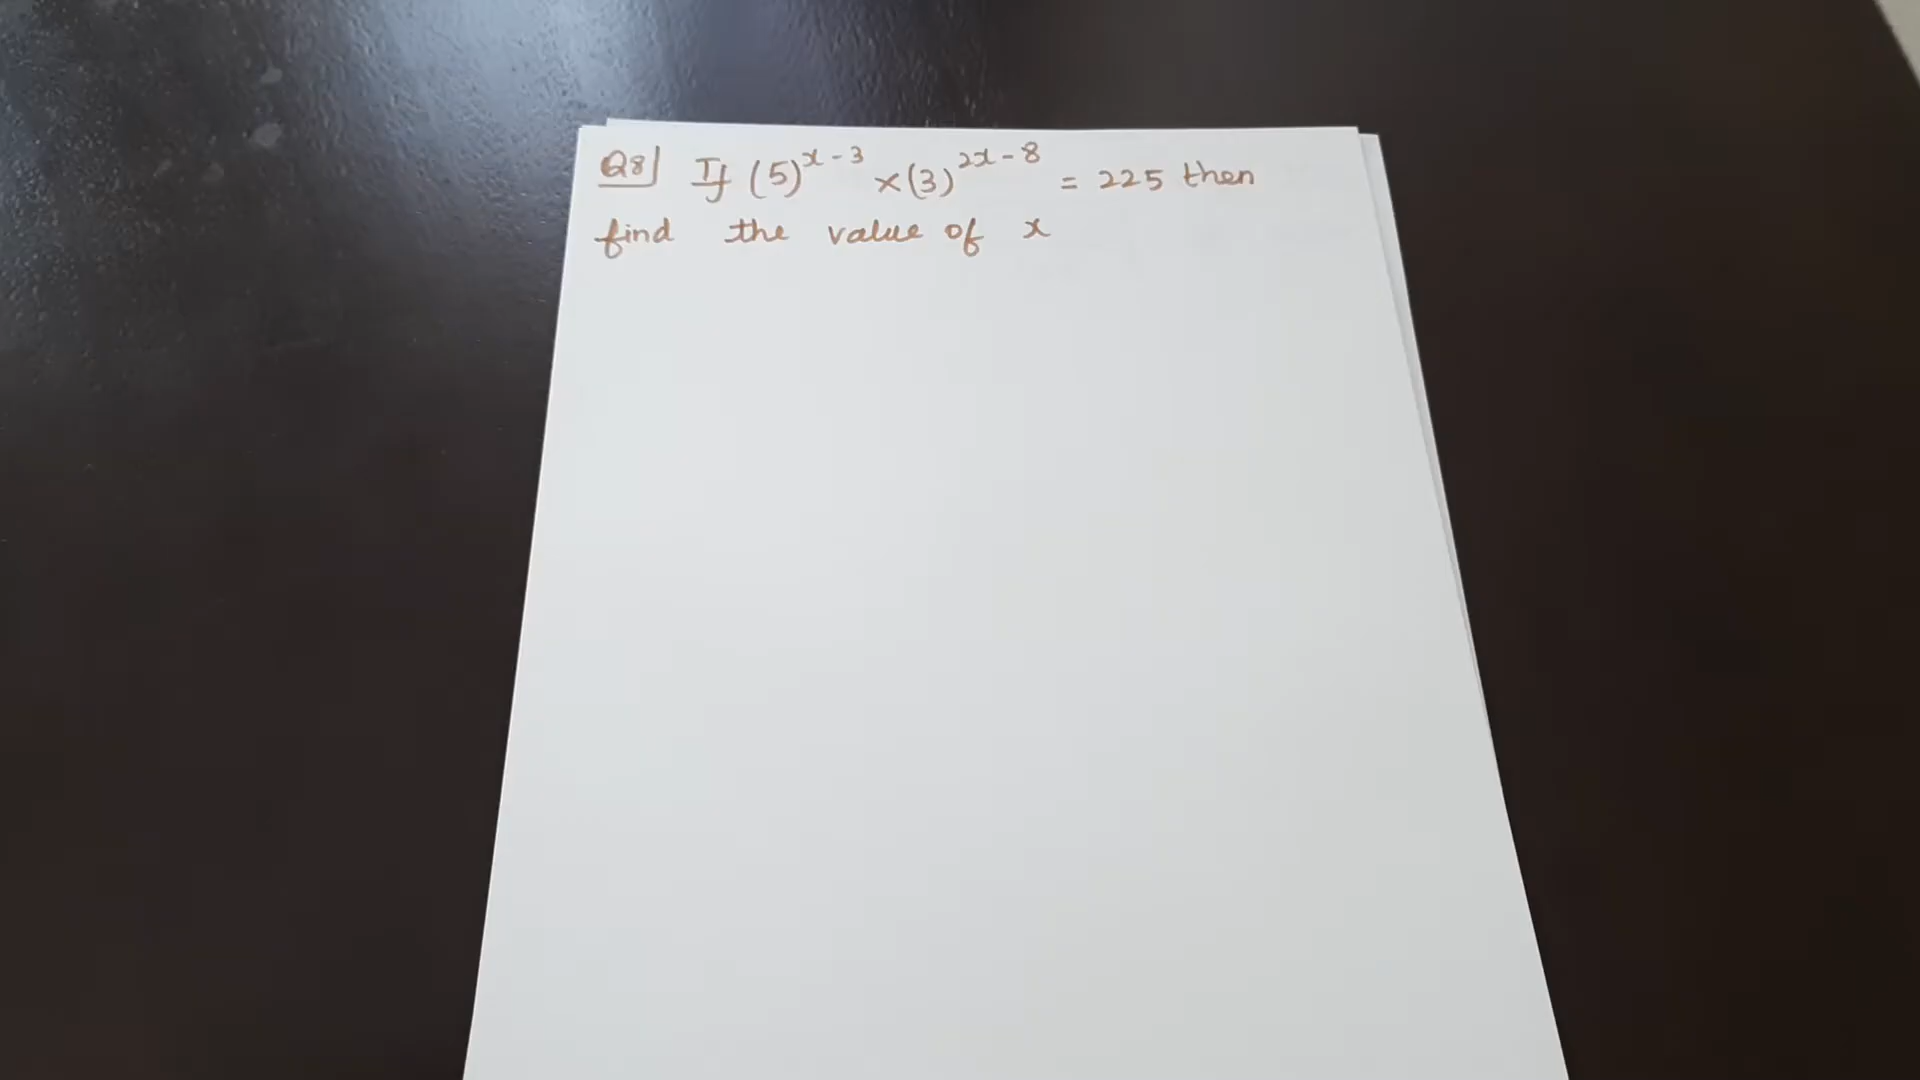 Q8 If (5)^{x-3} × (3)^{2x-8} = 225 then
find the value of x